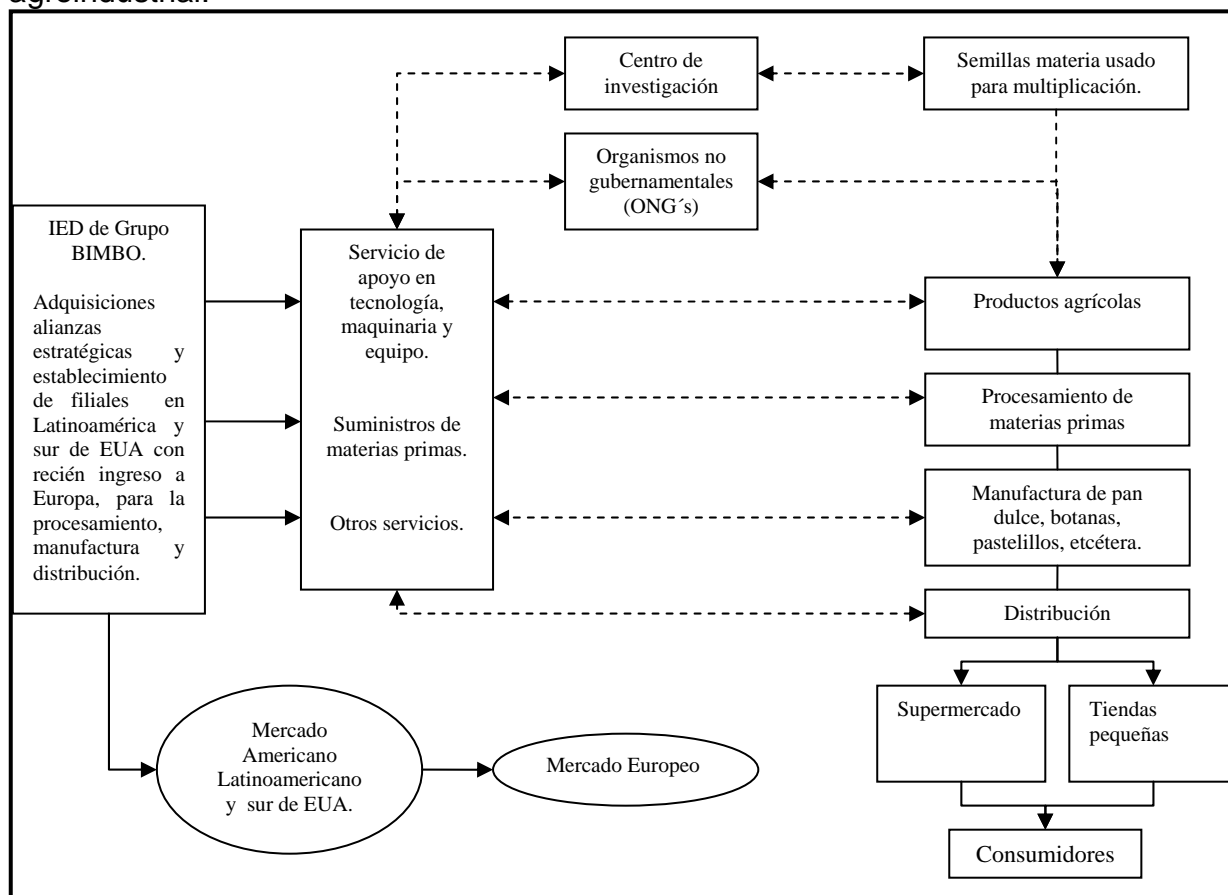 agroindustrial.
Centro de
investigación
Semillas materia usado
para multiplicación.
Organismos no
gubernamentales
(ONG´s)
IED de Grupo
BIMBO.
Adquisiciones
alianzas
estratégicas y
establecimiento
de filiales en
Latinoamérica y
sur de EUA con
recién ingreso a
Europa, para la
procesamiento,
manufactura y
distribución.
Servicio de
apoyo en
tecnología,
maquinaria y
equipo.
Suministros de
materias primas.
Otros servicios.
Productos agrícolas
Procesamiento de
materias primas
Manufactura de pan
dulce, botanas,
pastelillos, etcétera.
Distribución
Supermercado
Tiendas
pequeñas
Consumidores
Mercado
Americano
Latinoamericano
y sur de EUA.
Mercado Europeo